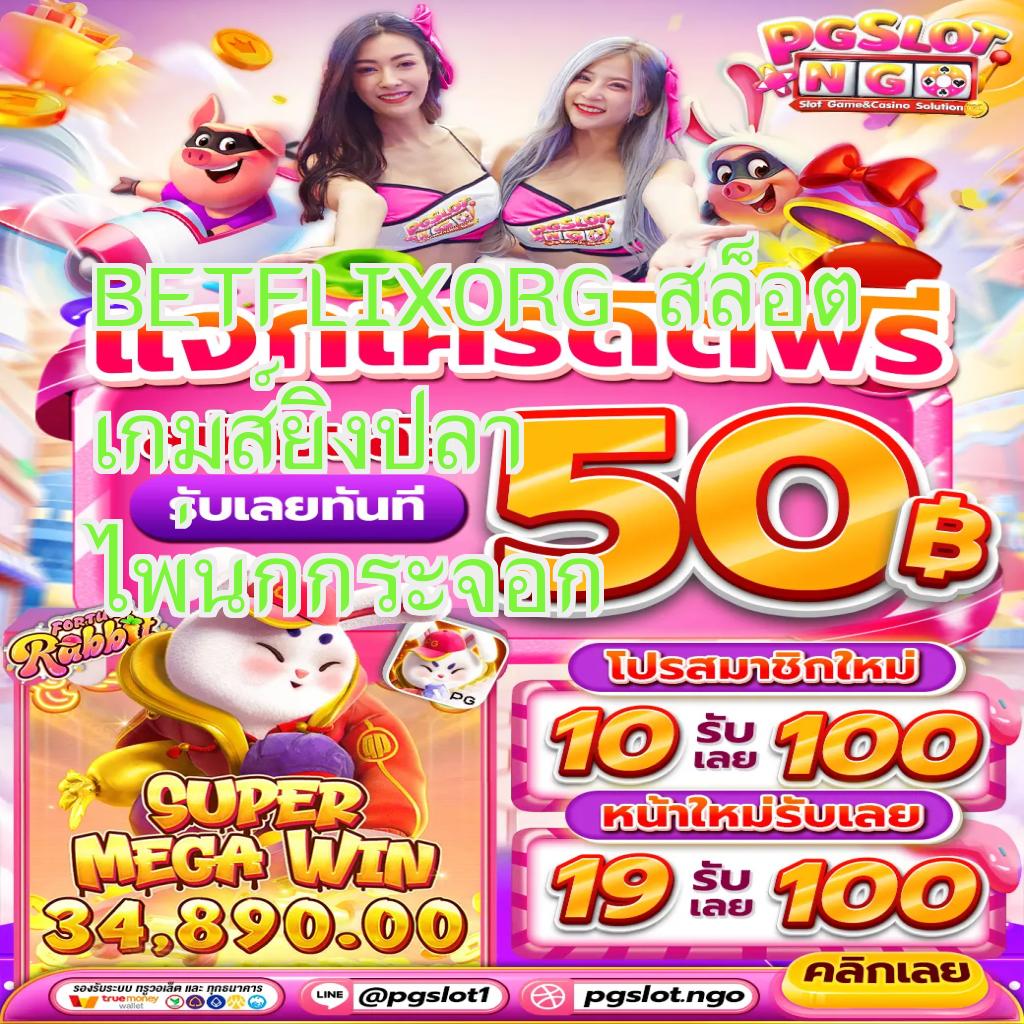 PGSLOT
NGO
Slot Game&Casino Solution
PGSLOT
NGO
PGSLOT
NGO
BETFLIXORG สล็อต
แจกเครดิตฟรี
เกมส์ยิงปลา
50฿
รับเลยทันที
ไพ่นกกระจอก
FORTU
Rabbit
PG
โปรสมาชิกใหม่
10 รับเลย 100
หน้าใหม่รับเลย
19 รับเลย 100
SUPER
MEGA WIN
34,890.00
รองรับระบบ ทรูวอเล็ต และ ทุกธนาคาร
truemoney
wallet
LINE @pgslot1
pgslot.ngo
คลิกเลย